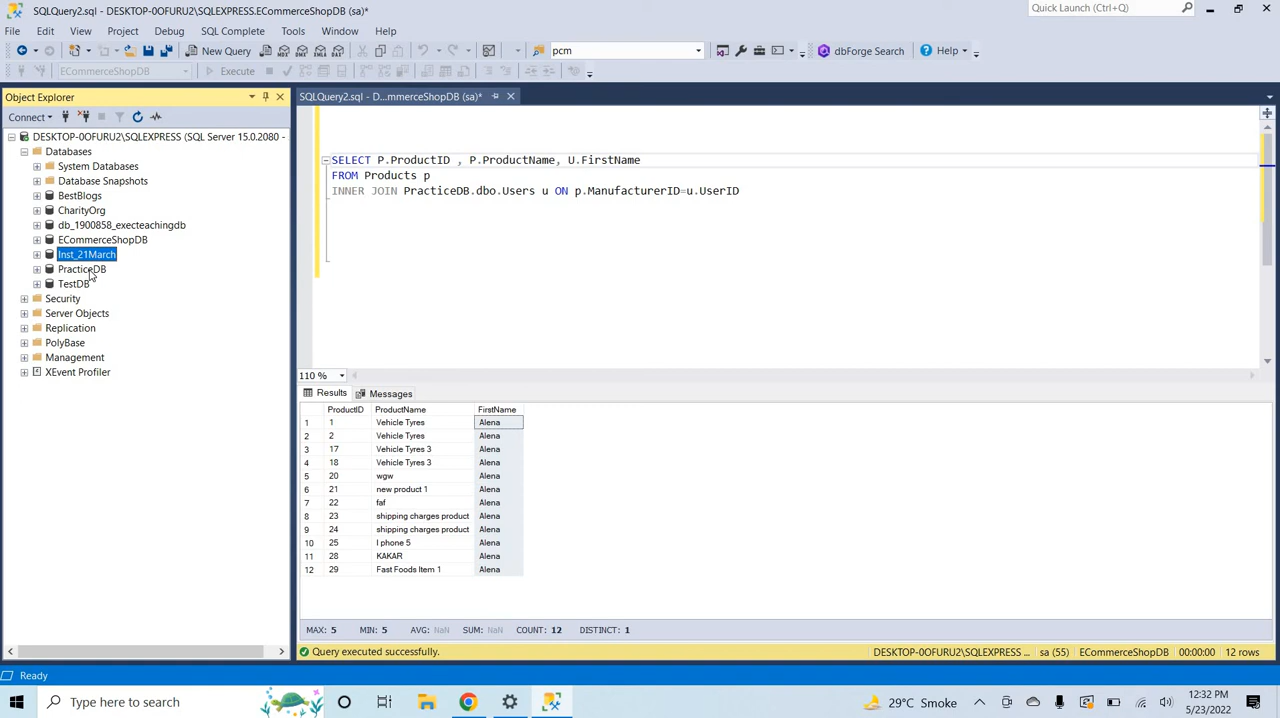 SQLQuery2.sql - DESKTOP-0OFURU2\SQLEXPRESS.ECommerceShopDB (sa)*
Quick Launch (Ctrl+Q)
File Edit View Project Debug SQL Complete Tools Window Help
New Query MDX DMX XMLA DAX pcm dbForge Search Help
ECommerceShopDB Execute
Object Explorer
SQLQuery2.sql - D...mmerceShopDB (sa)*
Connect
DESKTOP-0OFURU2\SQLEXPRESS (SQL Server 15.0.2080 -
Databases
System Databases
Database Snapshots
BestBlogs
CharityOrg
db_1900858_execteachingdb
ECommerceShopDB
Inst_21March
PracticeDB
TestDB
Security
Server Objects
Replication
PolyBase
Management
XEvent Profiler
SELECT P.ProductID , P.ProductName, U.FirstName
FROM Products p
INNER JOIN PracticeDB.dbo.Users u ON p.ManufacturerID=u.UserID
110 %
Results Messages
ProductID ProductName FirstName
1 1 Vehicle Tyres Alena
2 2 Vehicle Tyres Alena
3 17 Vehicle Tyres 3 Alena
4 18 Vehicle Tyres 3 Alena
5 20 wgw Alena
6 21 new product 1 Alena
7 22 faf Alena
8 23 shipping charges product Alena
9 24 shipping charges product Alena
10 25 I phone 5 Alena
11 28 KAKAR Alena
12 29 Fast Foods Item 1 Alena
MAX: 5 MIN: 5 AVG: NaN SUM: NaN COUNT: 12 DISTINCT: 1
Query executed successfully. DESKTOP-0OFURU2\SQLEXPRESS ... sa (55) ECommerceShopDB 00:00:00 12 rows
Ready
Type here to search
29°C Smoke
12:32 PM
5/23/2022